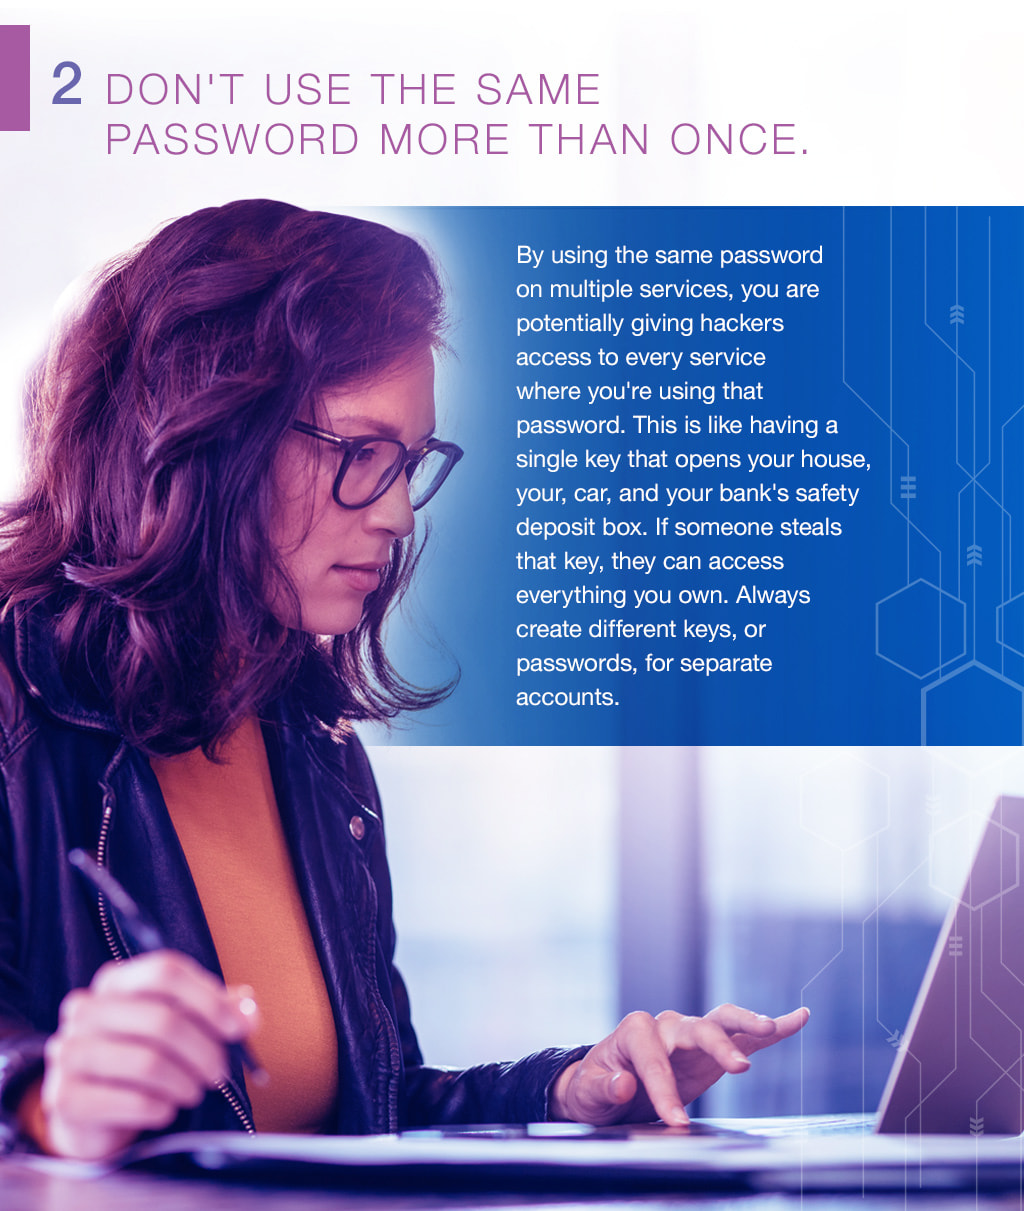 2 DON'T USE THE SAME
PASSWORD MORE THAN ONCE.
By using the same password
on multiple services, you are
potentially giving hackers
access to every service
where you're using that
password. This is like having a
single key that opens your house,
your, car, and your bank's safety
deposit box. If someone steals
that key, they can access
everything you own. Always
create different keys, or
passwords, for separate
accounts.